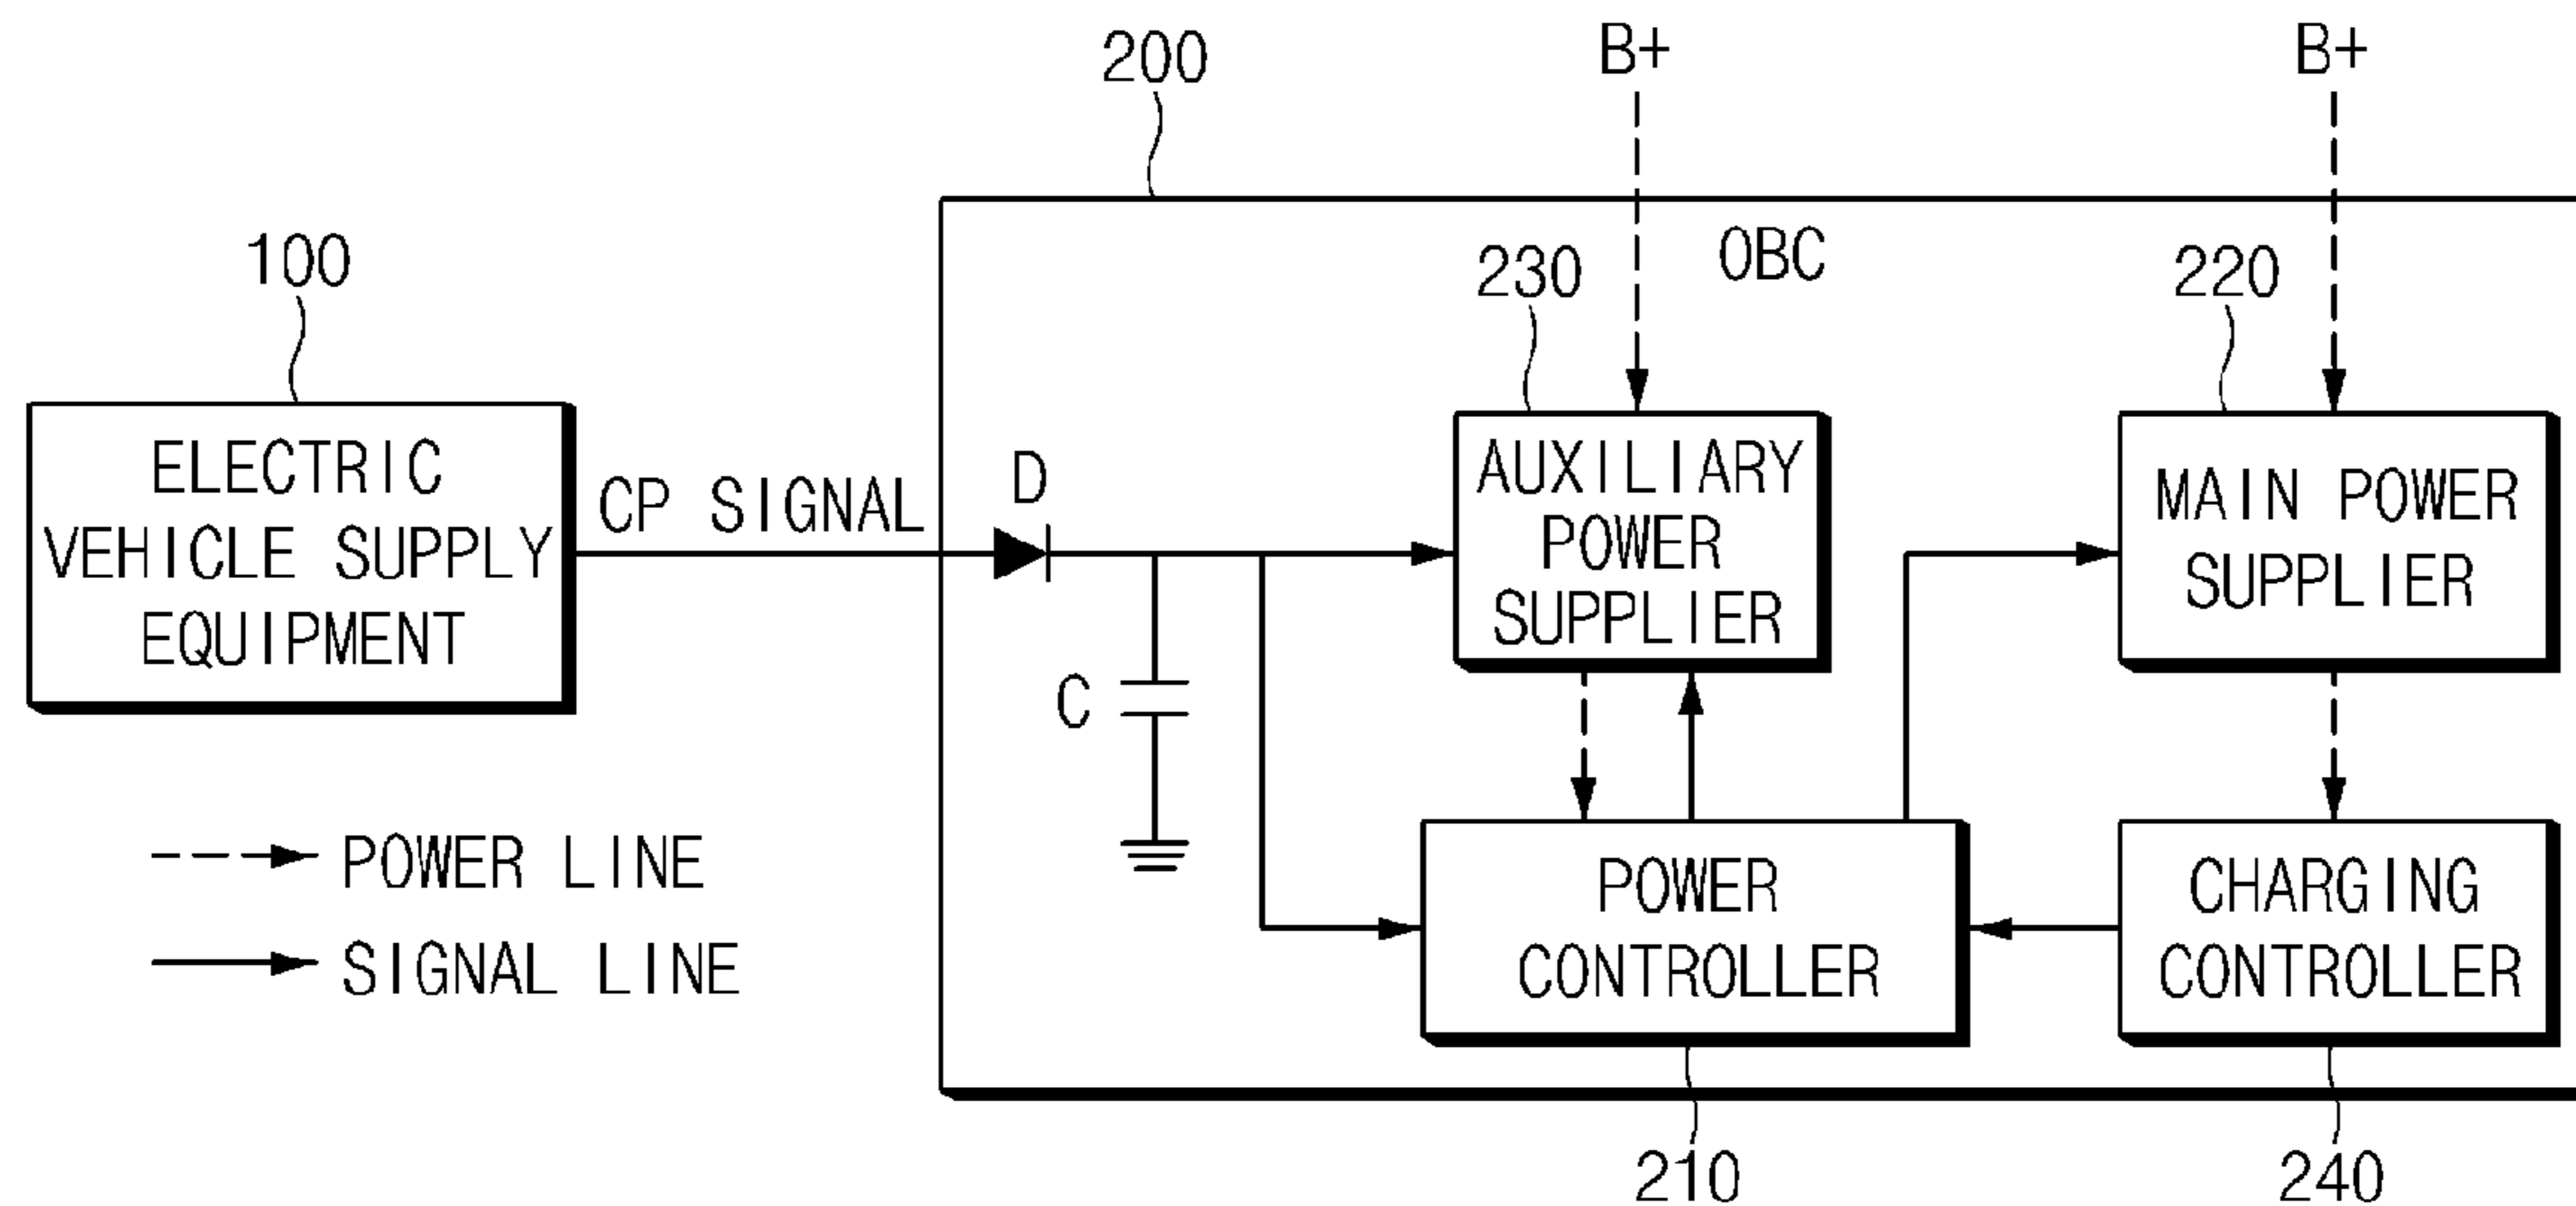 200
B+
B+
100
230
OBC
220
ELECTRIC
VEHICLE SUPPLY
EQUIPMENT
CP SIGNAL
D
AUXILIARY
POWER
SUPPLIER
MAIN POWER
SUPPLIER
C
POWER LINE
SIGNAL LINE
POWER
CONTROLLER
CHARGING
CONTROLLER
210
240